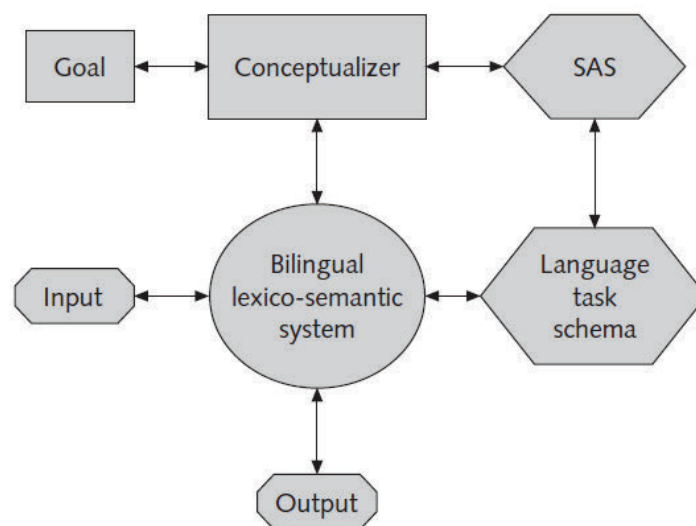 Goal
Conceptualizer
SAS
Input
Bilingual
lexico-semantic
system
Language
task
schema
Output